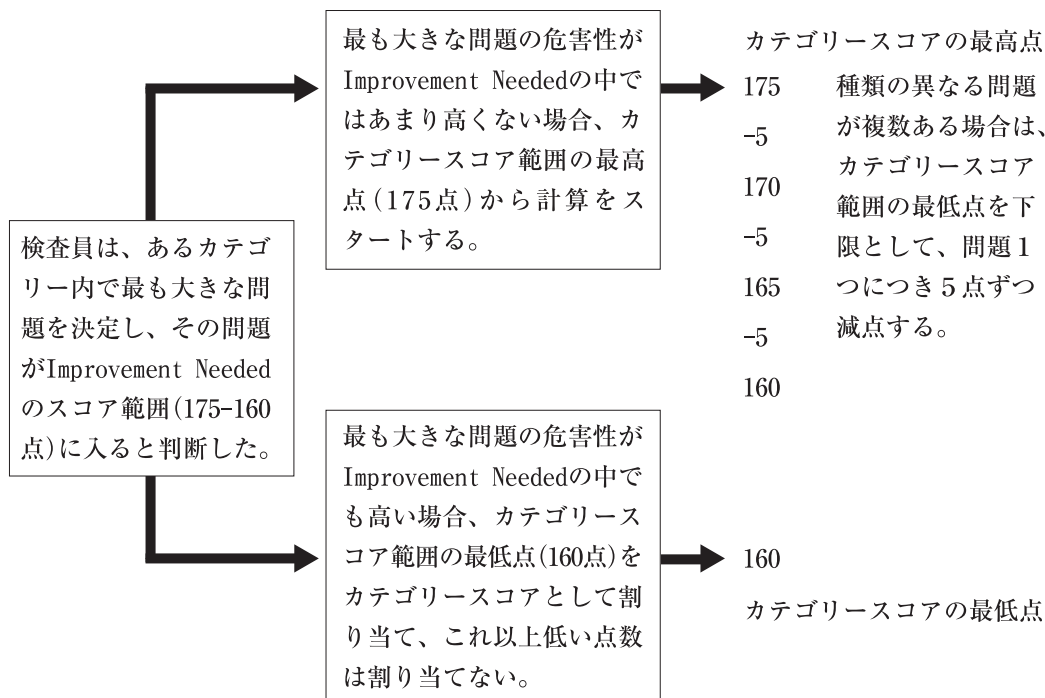 検査員は、あるカテゴ
リー内で最も大きな問
題を決定し、その問題
がImprovement Needed
のスコア範囲(175-160
点)に入ると判断した。
最も大きな問題の危害性が
Improvement Neededの中で
はあまり高くない場合、カ
テゴリースコア範囲の最高
点(175点)から計算をス
タートする。
カテゴリースコアの最高点
175
-5
170
-5
165
-5
160
種類の異なる問題
が複数ある場合は、
カテゴリースコア
範囲の最低点を下
限として、問題1
つにつき5点ずつ
減点する。
最も大きな問題の危害性が
Improvement Neededの中で
も高い場合、カテゴリース
コア範囲の最低点(160点)を
カテゴリースコアとして割
り当て、これ以上低い点数
は割り当てない。
160
カテゴリースコアの最低点